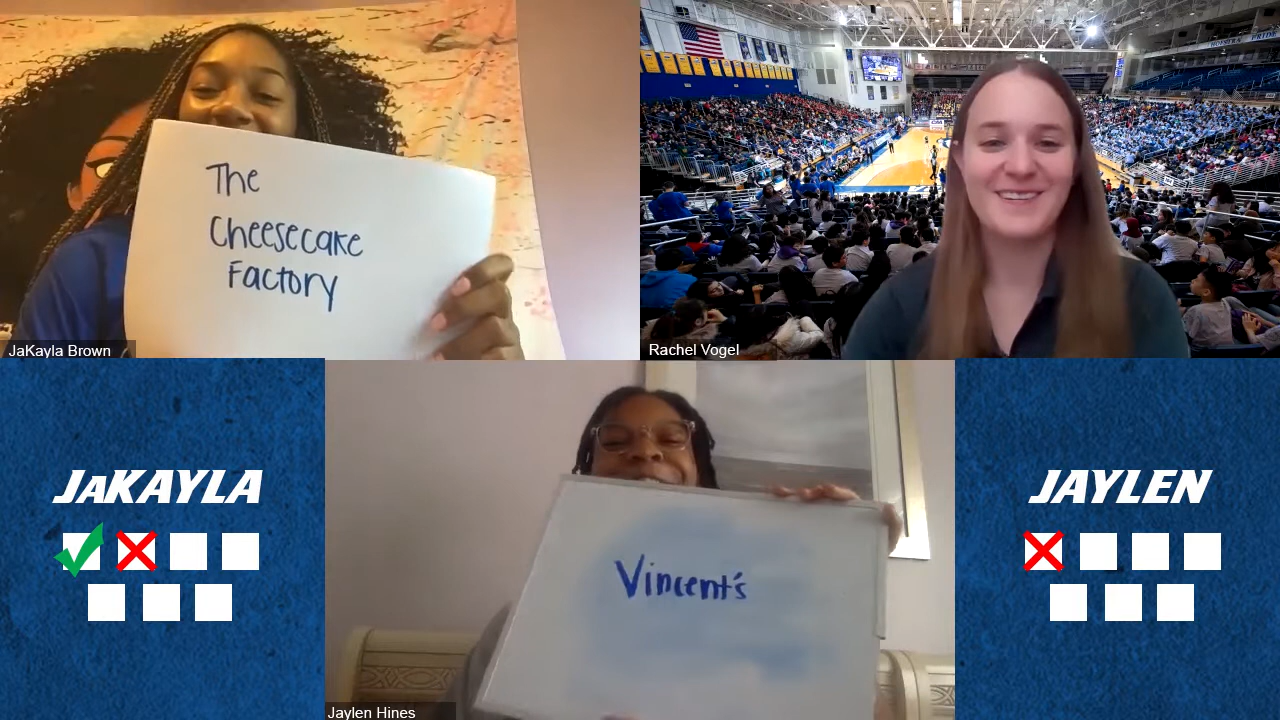 The
Cheesecake
Factory
JaKayla Brown
Rachel Vogel
JaKAYLA
Vincent's
JAYLEN
Jaylen Hines